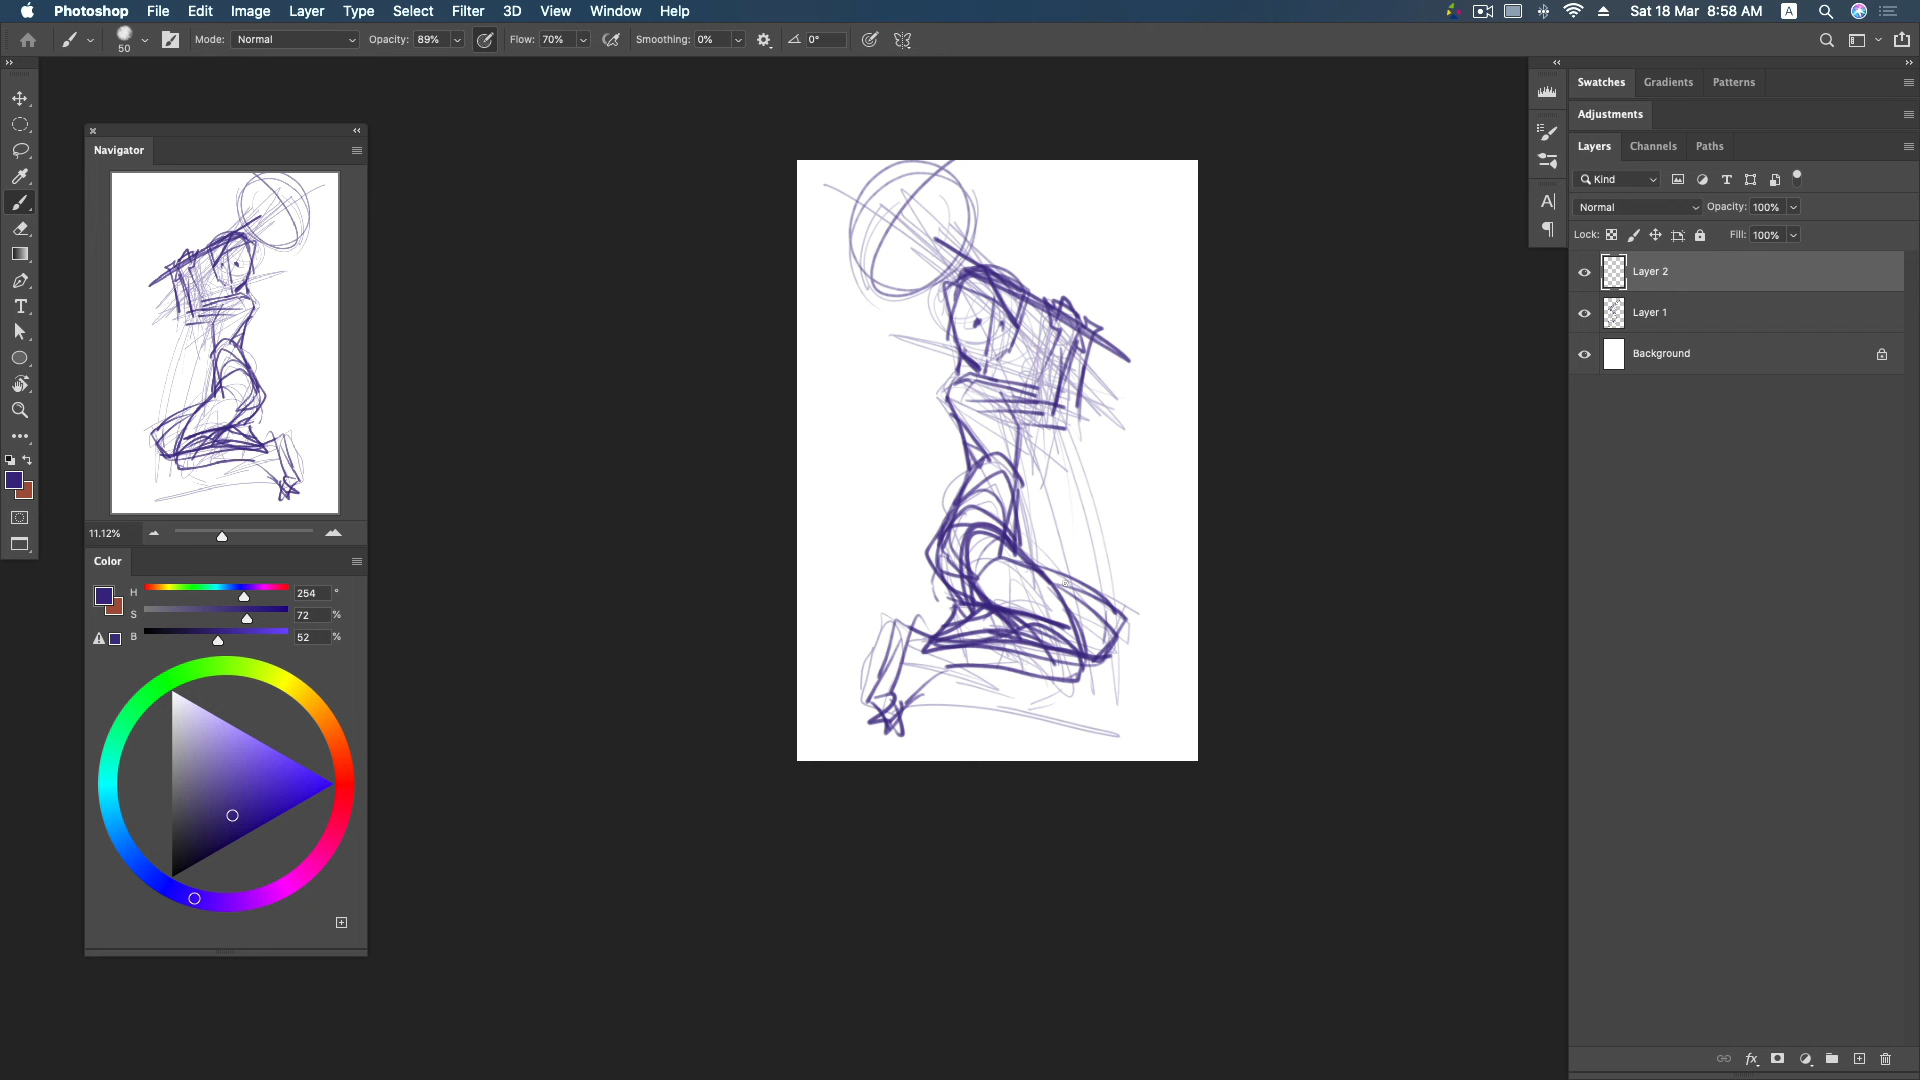 Photoshop File Edit Image Layer Type Select Filter 3D View Window Help
Sat 18 Mar 8:58 AM A
50 Mode: Normal Opacity: 89% Flow: 70% Smoothing: 0% 0°
Navigator
11.12%
Color
H 254 °
S 72 %
B 52 %
Swatches Gradients Patterns
Adjustments
Layers Channels Paths
Kind
Normal Opacity: 100%
Lock: Fill: 100%
Layer 2
Layer 1
Background